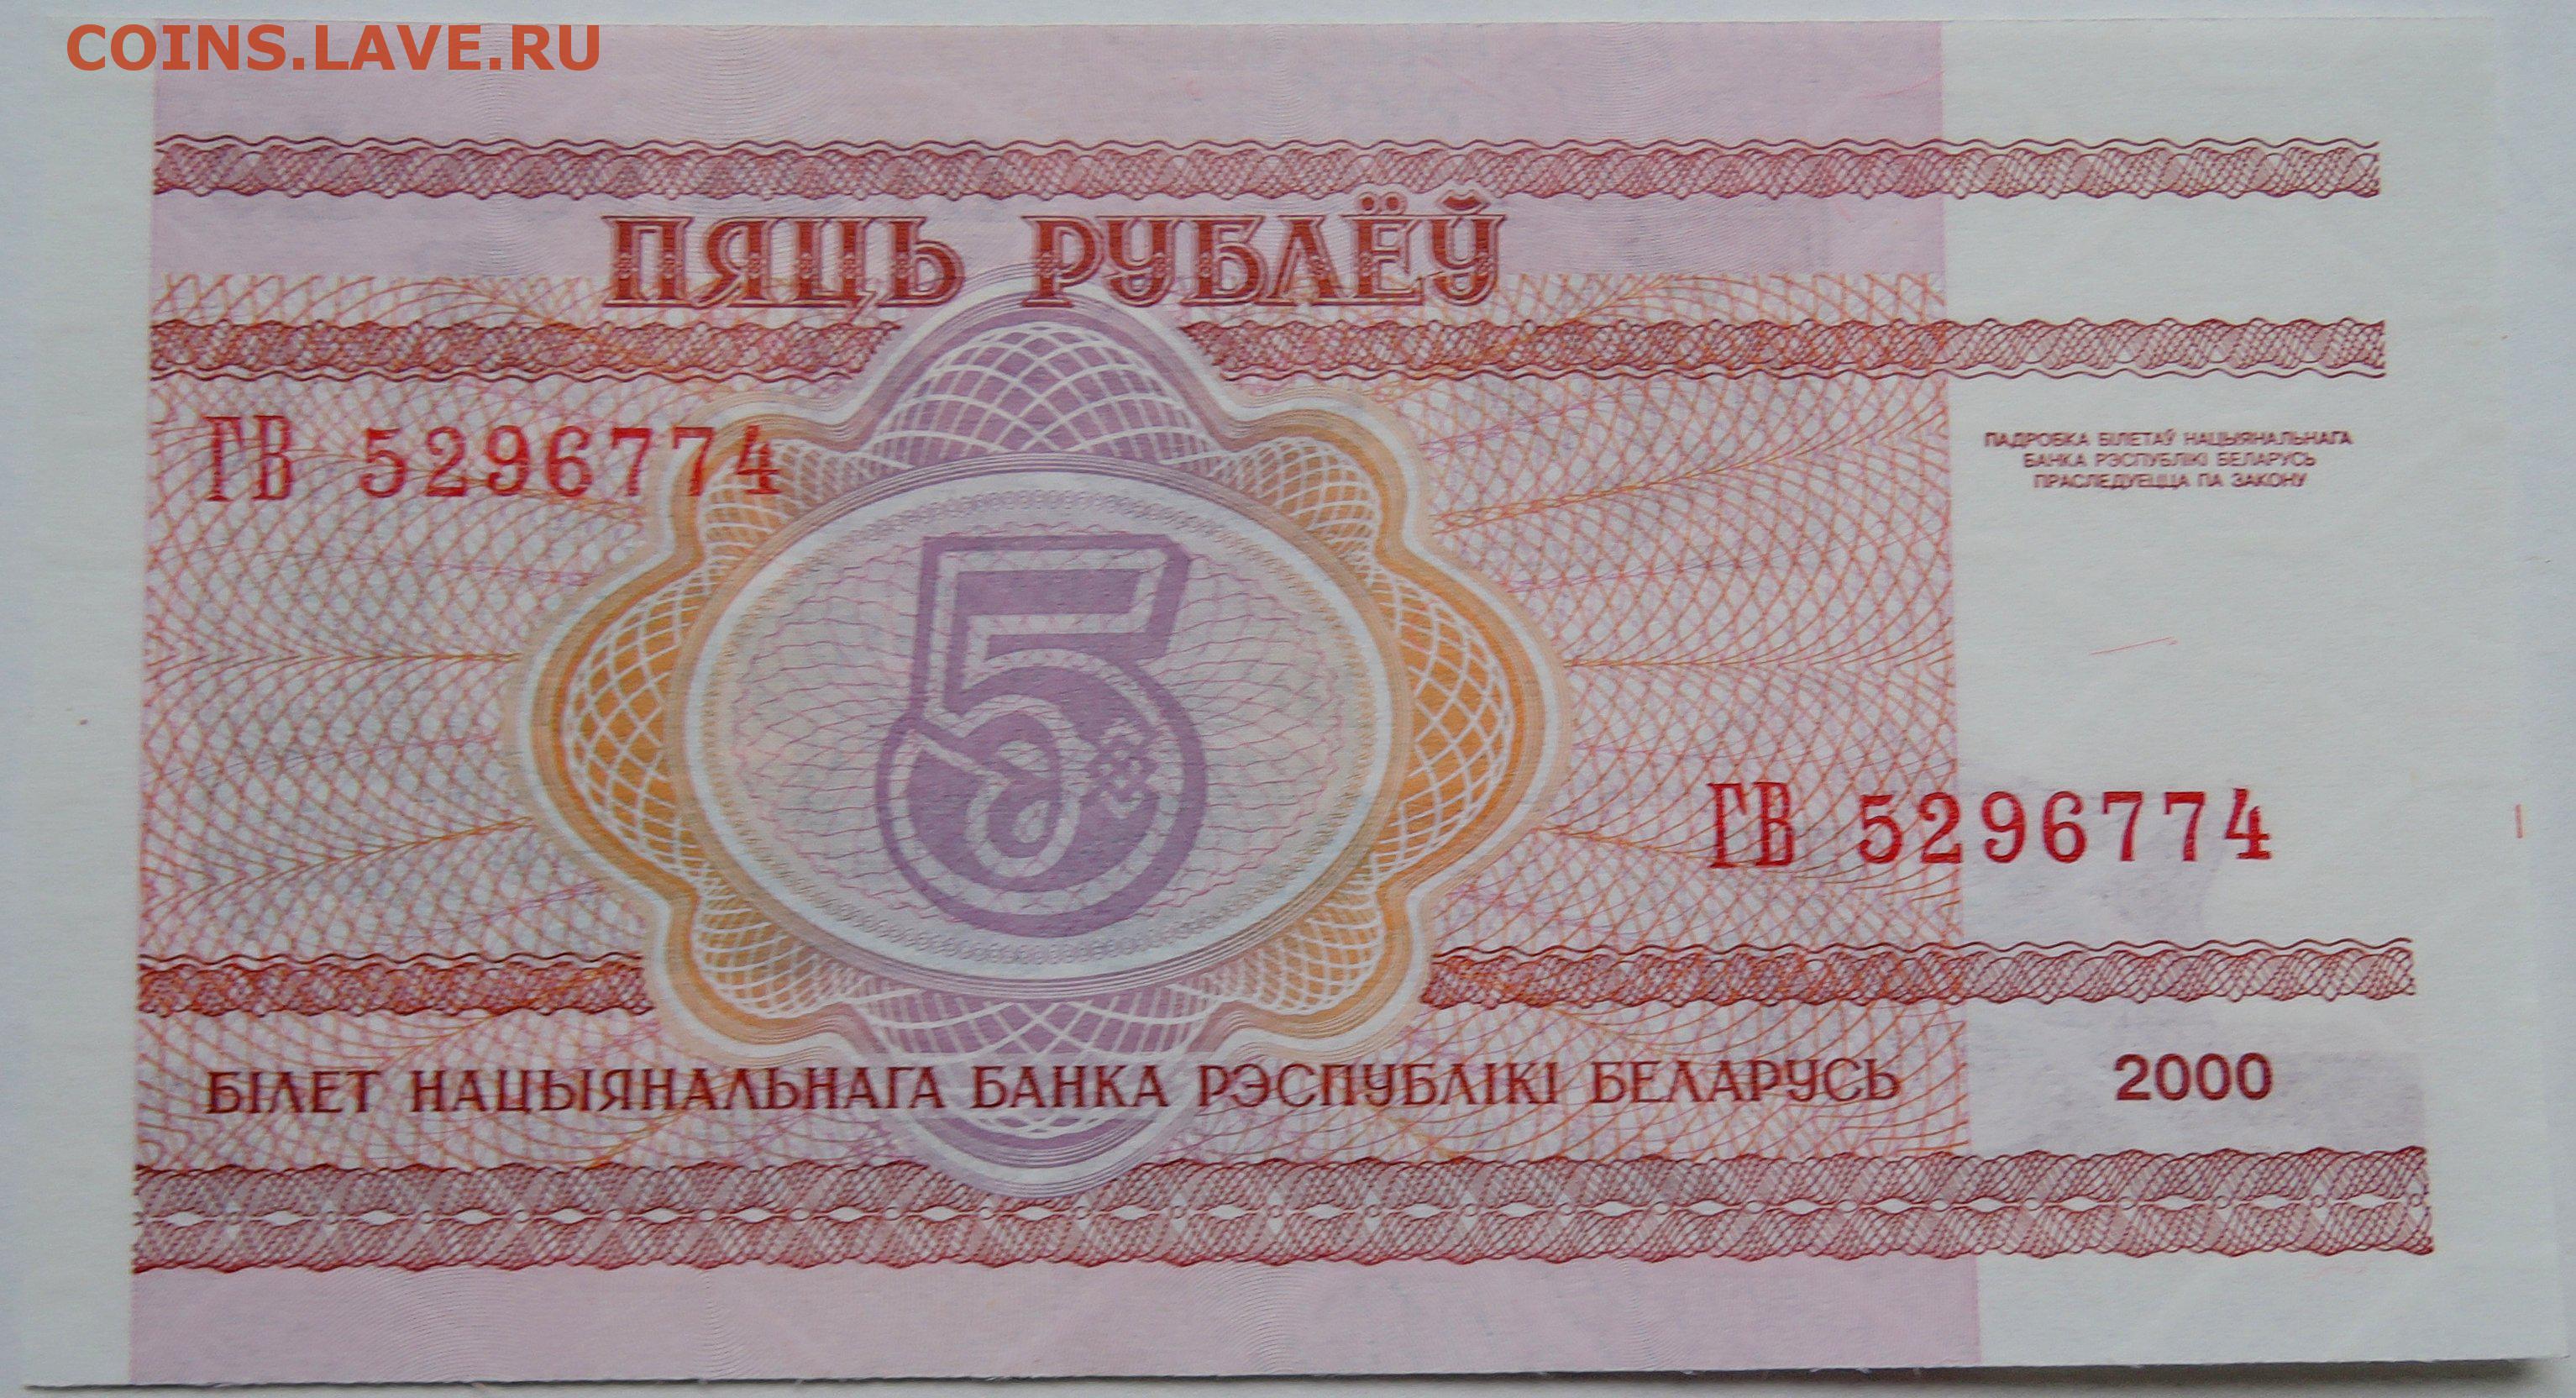 COINS.LAVE.RU
ПЯЦЬ РУБЛЁЎ
ГВ 5296774
ПАДРОБКА БІЛЕТАЎ НАЦЫЯНАЛЬНАГА
БАНКА РЭСПУБЛІКІ БЕЛАРУСЬ
ПРАСЛЕДУЕЦЦА ПА ЗАКОНУ
5
ГВ 5296774
БІЛЕТ НАЦЫЯНАЛЬНАГА БАНКА РЭСПУБЛІКІ БЕЛАРУСЬ
2000